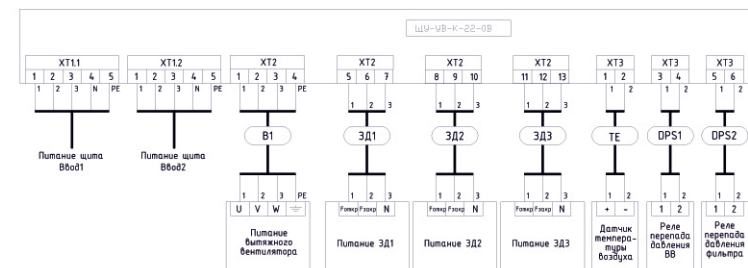 ЩУ-УВ-К-22-0В
XT1.1 XT1.2 XT2 XT2 XT2 XT2 XT3 XT3 XT3
1 2 3 4 5 1 2 3 4 5 1 2 3 4 5 6 7 8 9 10 11 12 13 1 2 3 4 5 6
1 2 3 N PE 1 2 3 N PE 1 2 3 PE 1 2 3 1 2 3 1 2 3 1 2 1 2 1 2
В1 ЗД1 ЗД2 ЗД3 TE DPS1 DPS2
Питание щита
Ввод1
Питание щита
Ввод2
1 2 3 PE 1 2 3 1 2 3 1 2 3 1 2 1 2 1 2
U V W Fоткр Fзакр N Fоткр Fзакр N Fоткр Fзакр N + - 1 2 1 2
Питание
вытяжного
вентилятора
Питание ЗД1
Питание ЗД2
Питание ЗД3
Датчик
темпера-
туры
воздуха
Реле
перепада
давления
ВВ
Реле
перепада
давления
фильтра